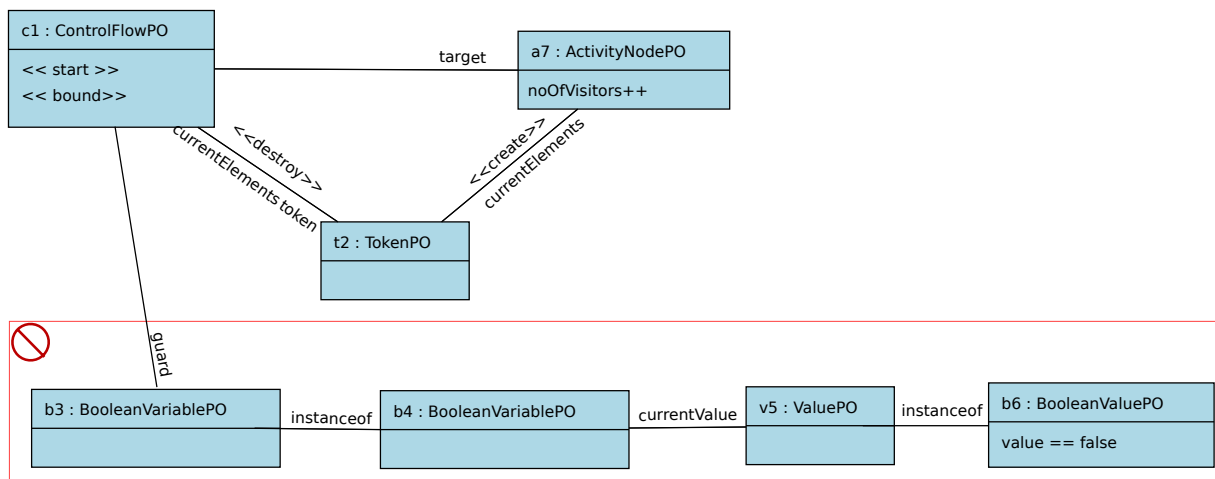 c1 : ControlFlowPO
<< start >>
<< bound>>
target
a7 : ActivityNodePO
noOfVisitors++
<<destroy>>
currentElements token
<<create>>
currentElements
t2 : TokenPO
guard
b3 : BooleanVariablePO
instanceof
b4 : BooleanVariablePO
currentValue
v5 : ValuePO
instanceof
b6 : BooleanValuePO
value == false